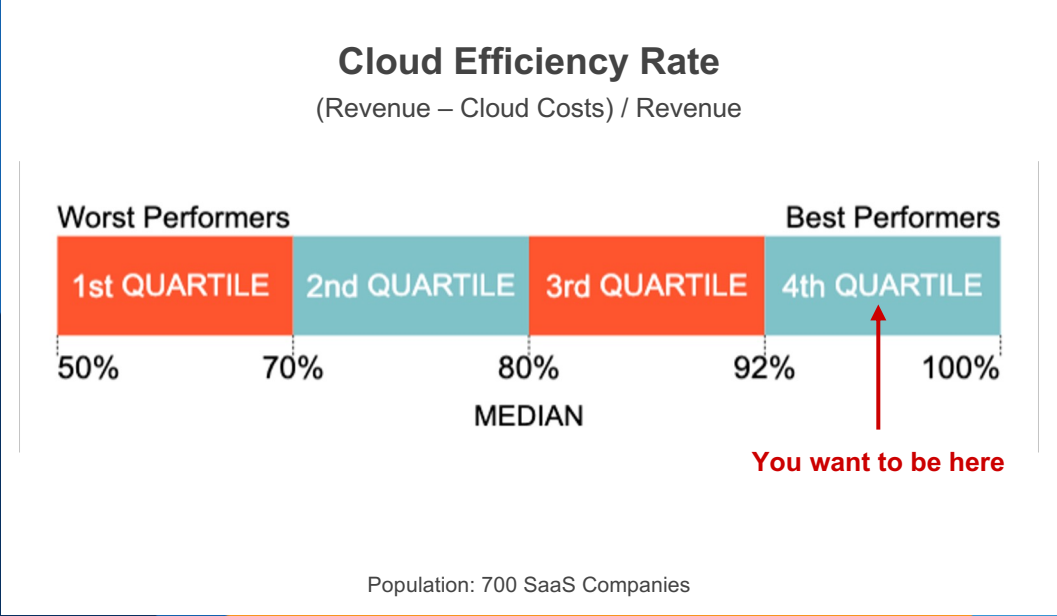 Cloud Efficiency Rate
(Revenue – Cloud Costs) / Revenue
Worst Performers
Best Performers
1st QUARTILE
2nd QUARTILE
3rd QUARTILE
4th QUARTILE
50%
70%
80%
92%
100%
MEDIAN
You want to be here
Population: 700 SaaS Companies